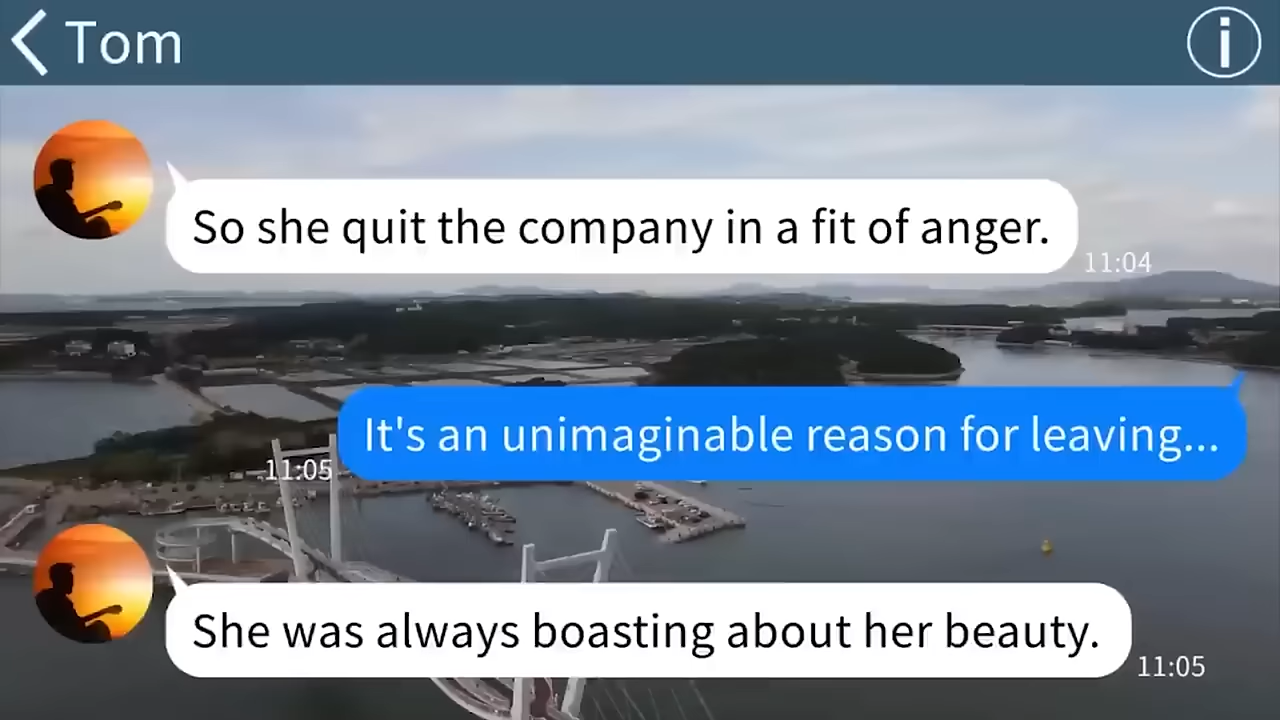 Tom
So she quit the company in a fit of anger.
11:04
It's an unimaginable reason for leaving...
11:05
She was always boasting about her beauty.
11:05